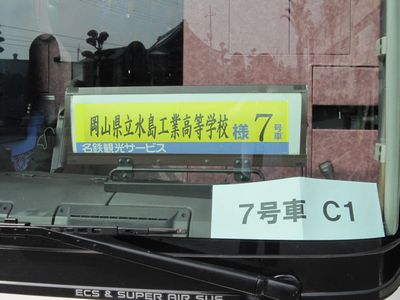 岡山県立水島工業高等学校 様 7 号車
名鉄観光サービス
7号車 C1
ECS & SUPER AIR SUS